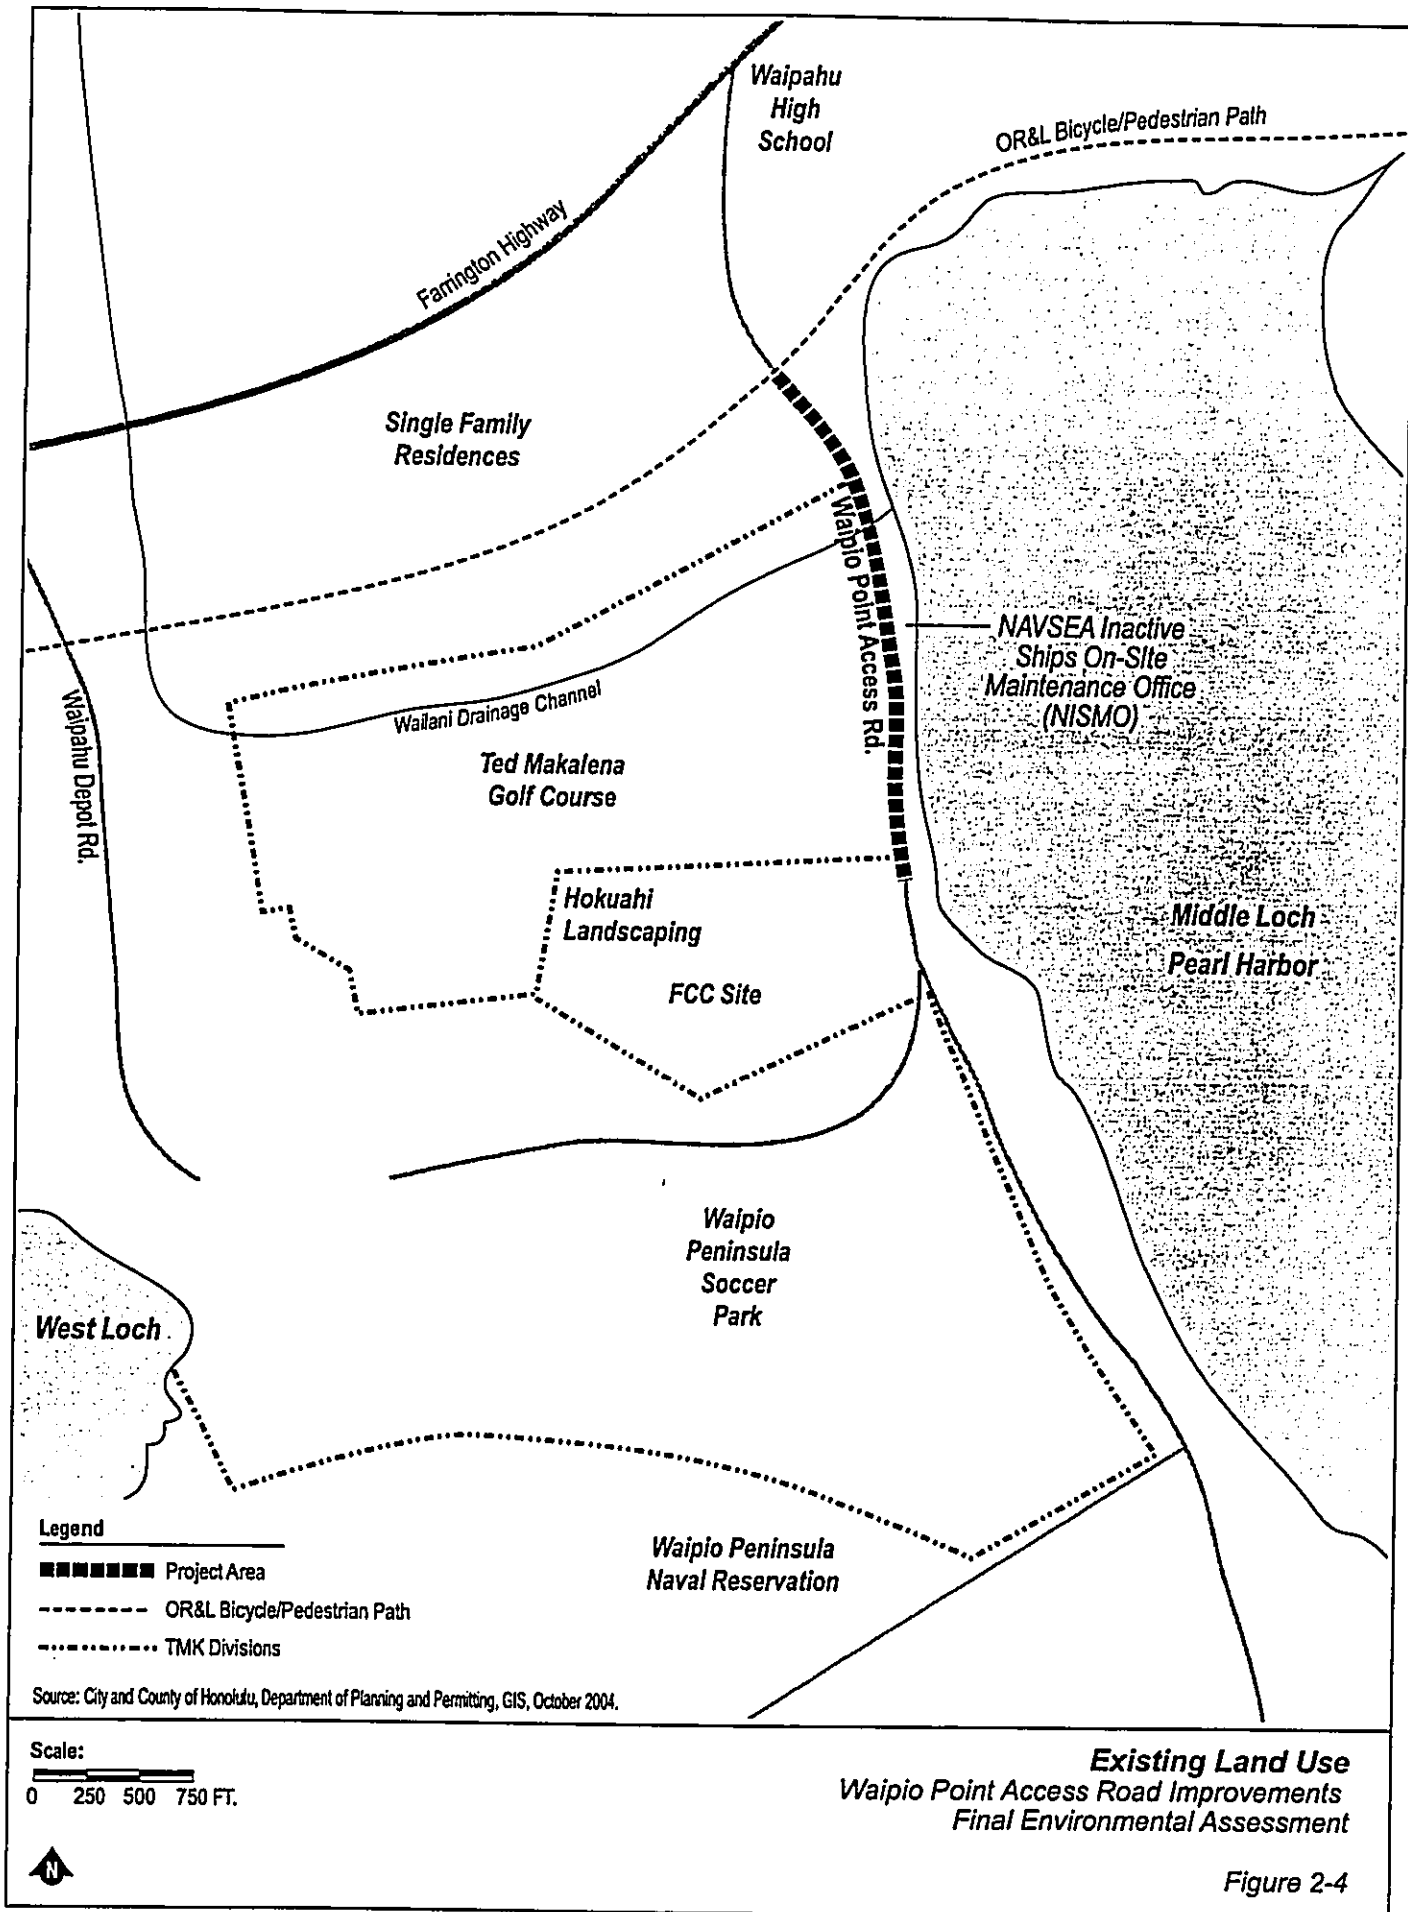 Waipahu
High
School
OR&L Bicycle/Pedestrian Path
Farrington Highway
Single Family
Residences
Waipio Point Access Rd.
NAVSEA Inactive
Ships On-Site
Maintenance Office
(NISMO)
Waipahu Depot Rd.
Wailani Drainage Channel
Ted Makalena
Golf Course
Hokuahi
Landscaping
FCC Site
Middle Loch
Pearl Harbor
Waipio
Peninsula
Soccer
Park
West Loch
Waipio Peninsula
Naval Reservation
Legend
Project Area
OR&L Bicycle/Pedestrian Path
TMK Divisions
Source: City and County of Honolulu, Department of Planning and Permitting, GIS, October 2004.
Scale:
0 250 500 750 FT.
N
Existing Land Use
Waipio Point Access Road Improvements
Final Environmental Assessment
Figure 2-4